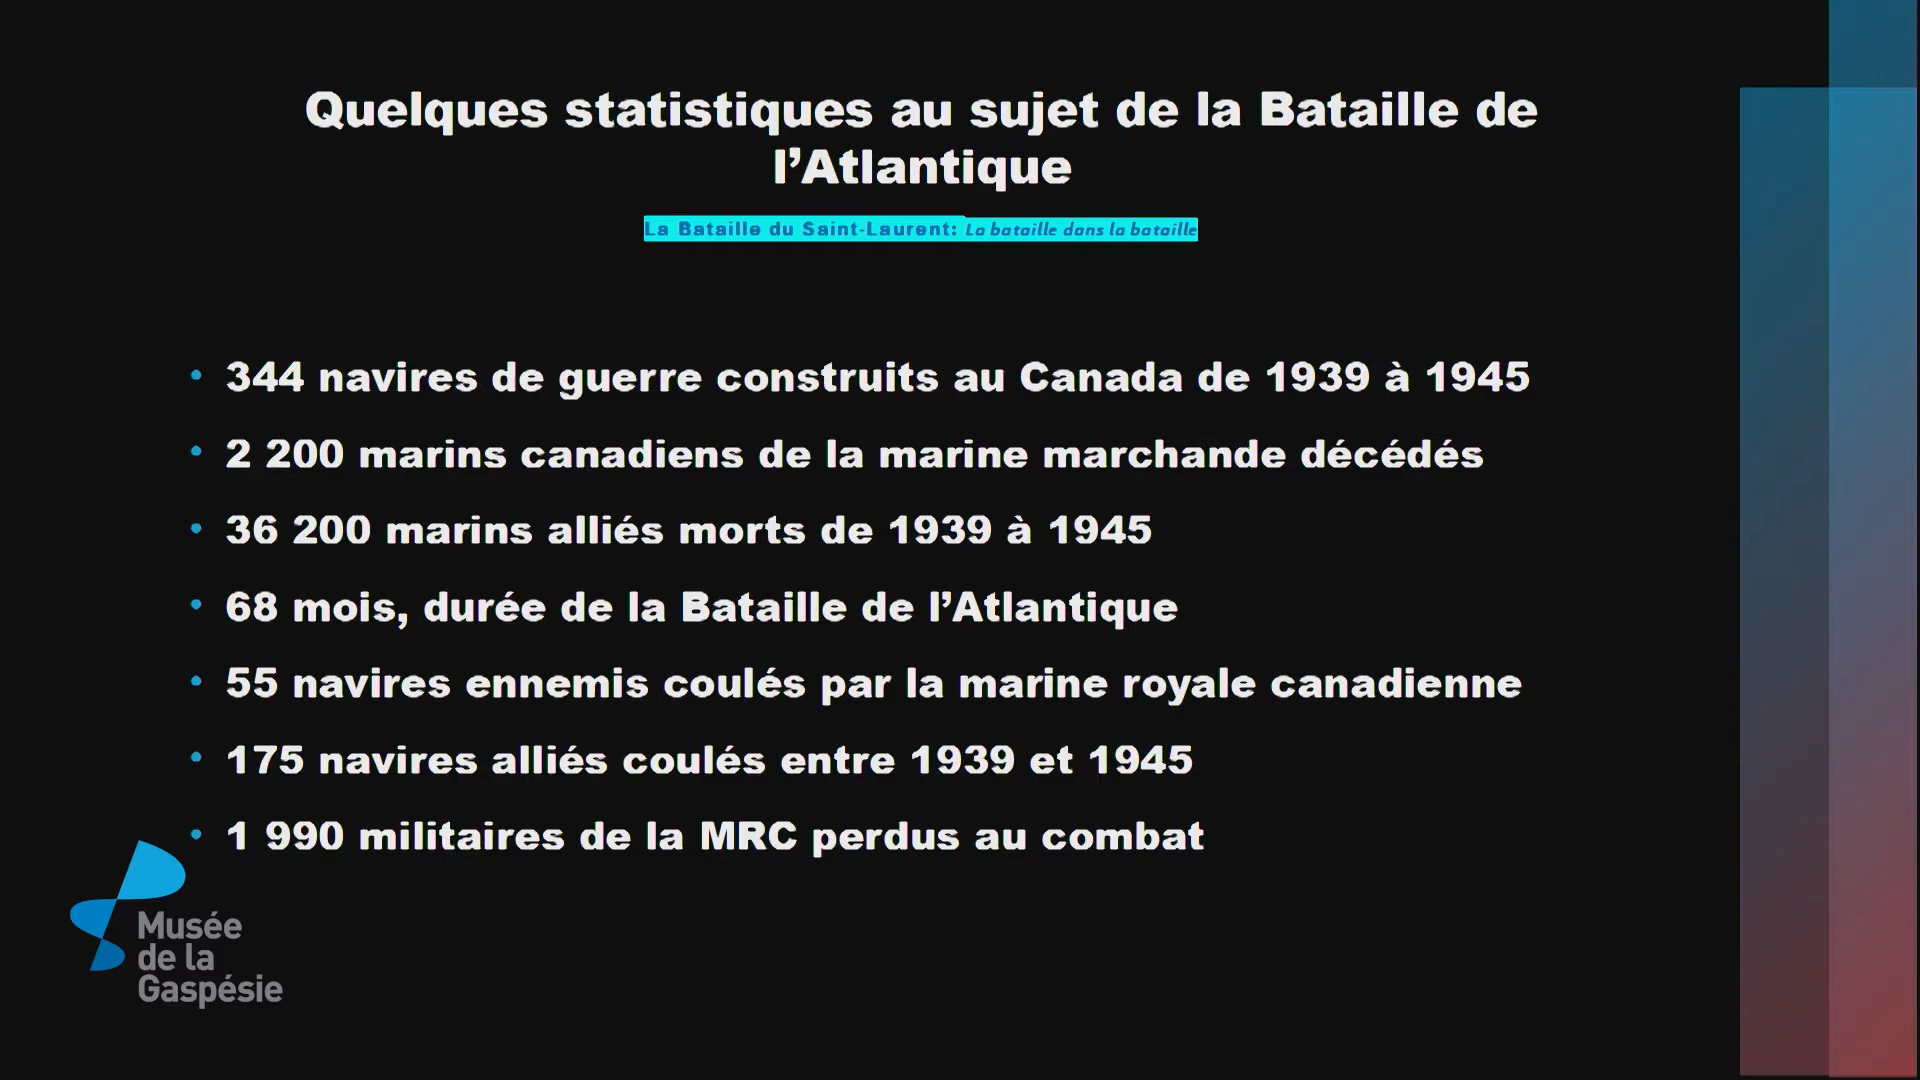 Quelques statistiques au sujet de la Bataille de
l’Atlantique
La Bataille du Saint-Laurent: La bataille dans la bataille
• 344 navires de guerre construits au Canada de 1939 à 1945
• 2 200 marins canadiens de la marine marchande décédés
• 36 200 marins alliés morts de 1939 à 1945
• 68 mois, durée de la Bataille de l’Atlantique
• 55 navires ennemis coulés par la marine royale canadienne
• 175 navires alliés coulés entre 1939 et 1945
• 1 990 militaires de la MRC perdus au combat
Musée
de la
Gaspésie